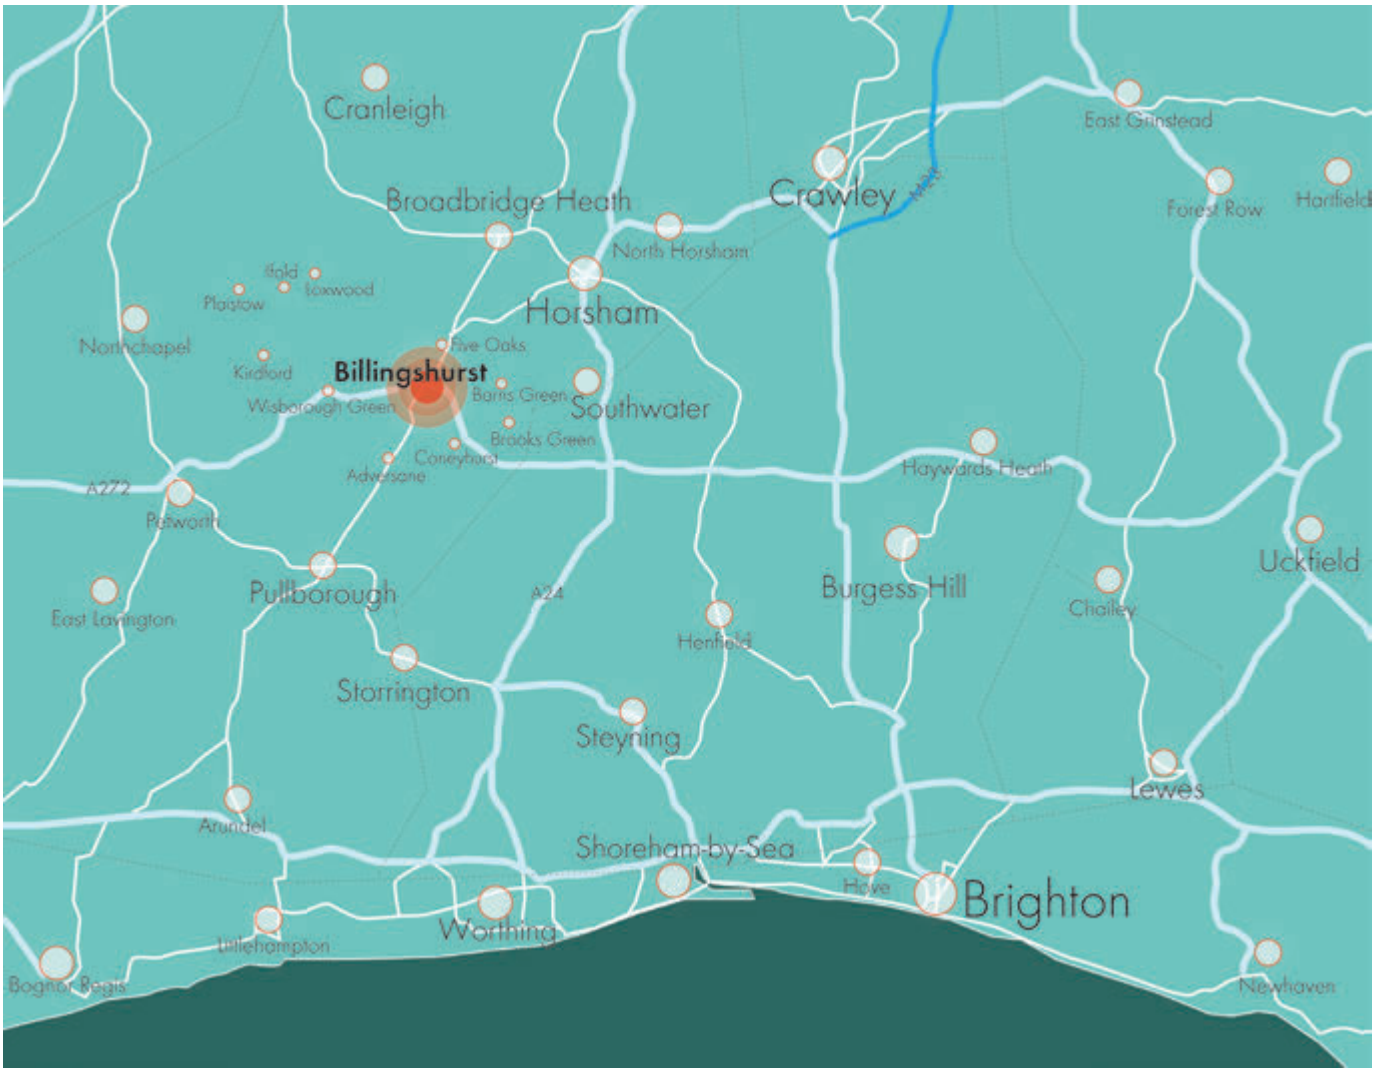 Cranleigh
East Grinstead
Crawley
M23
Hartfield
Forest Row
Broadbridge Heath
North Horsham
Ifold
Loxwood
Plaistow
Horsham
Northchapel
Five Oaks
Kirdford
Billingshurst
Wisborough Green
Barns Green
Southwater
Brooks Green
Coneyhurst
Adversane
Haywards Heath
A272
Petworth
Uckfield
Pullborough
A24
Burgess Hill
Chailey
East Lavington
Henfield
Storrington
Steyning
Lewes
Arundel
Shoreham-by-Sea
Hove
Brighton
Worthing
Littlehampton
Bognor Regis
Newhaven